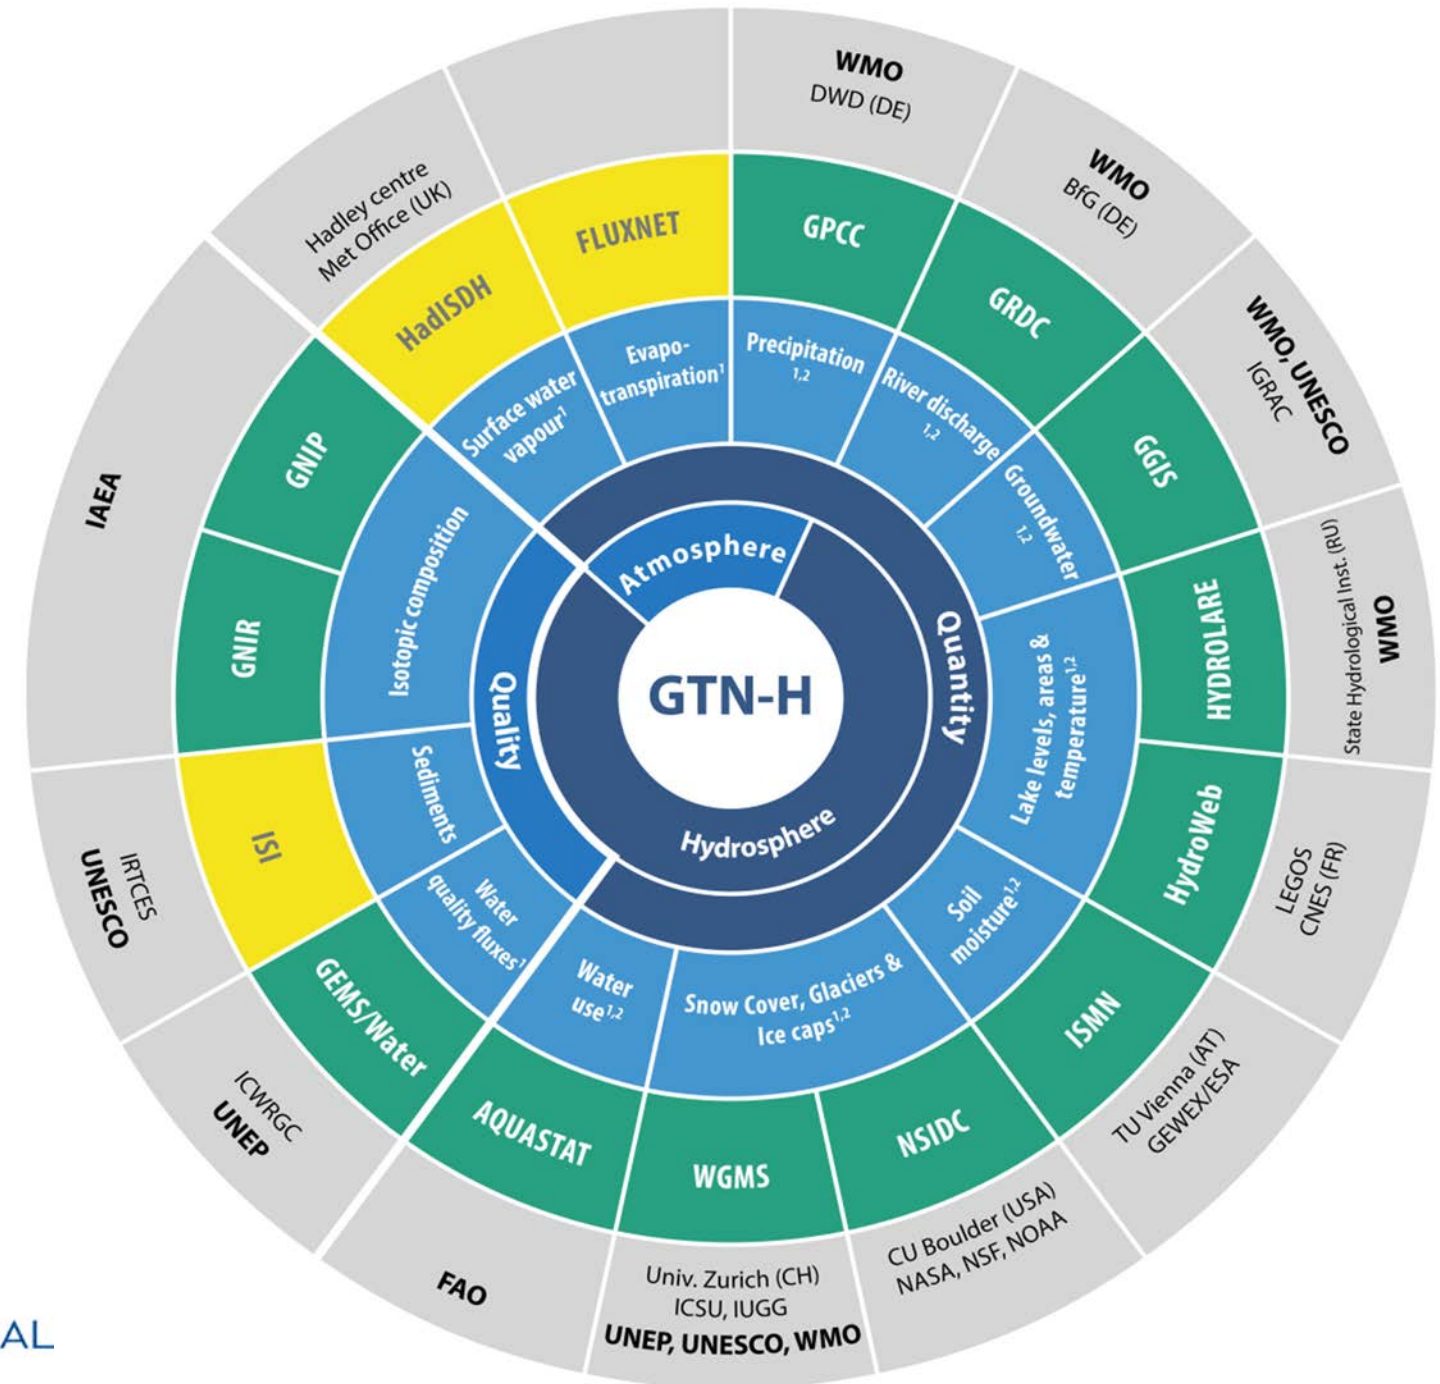 WMO
DWD (DE)
WMO
BfG (DE)
WMO, UNESCO
IGRAC
State Hydrological Inst. (RU)
WMO
LEGOS
CNES (FR)
TU Vienna (AT)
GEWEX/ESA
CU Boulder (USA)
NASA, NSF, NOAA
Univ. Zurich (CH)
ICSU, IUGG
UNEP, UNESCO, WMO
FAO
ICWRGC
UNEP
IRTCES
UNESCO
IAEA
Hadley centre
Met Office (UK)
FLUXNET
GPCC
GRDC
GGIS
HYDROLARE
HydroWeb
ISMN
NSIDC
WGMS
AQUASTAT
GEMS/Water
ISI
GNIR
GNIP
HadISDH
Evapo-
transpiration¹
Precipitation
1,2
River discharge
1,2
Groundwater
1,2
Lake levels, areas &
temperature¹,²
Soil
moisture¹,²
Snow Cover, Glaciers &
Ice caps¹,²
Water
use¹,²
Water
quality fluxes¹
Sediments
Isotopic composition
Surface water
vapour¹
Quantity
Quality
Atmosphere
Hydrosphere
GTN-H
AL